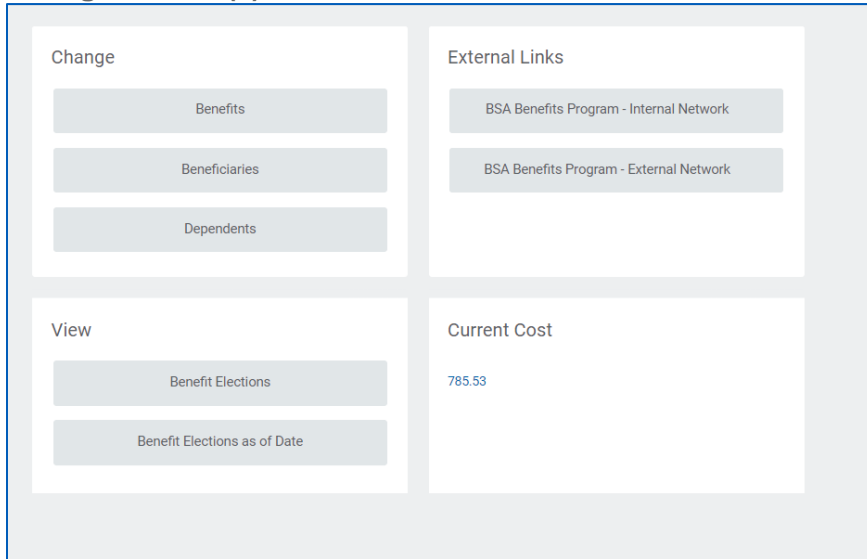 Change
Benefits
Beneficiaries
Dependents
External Links
BSA Benefits Program - Internal Network
BSA Benefits Program - External Network
View
Benefit Elections
Benefit Elections as of Date
Current Cost
785.53